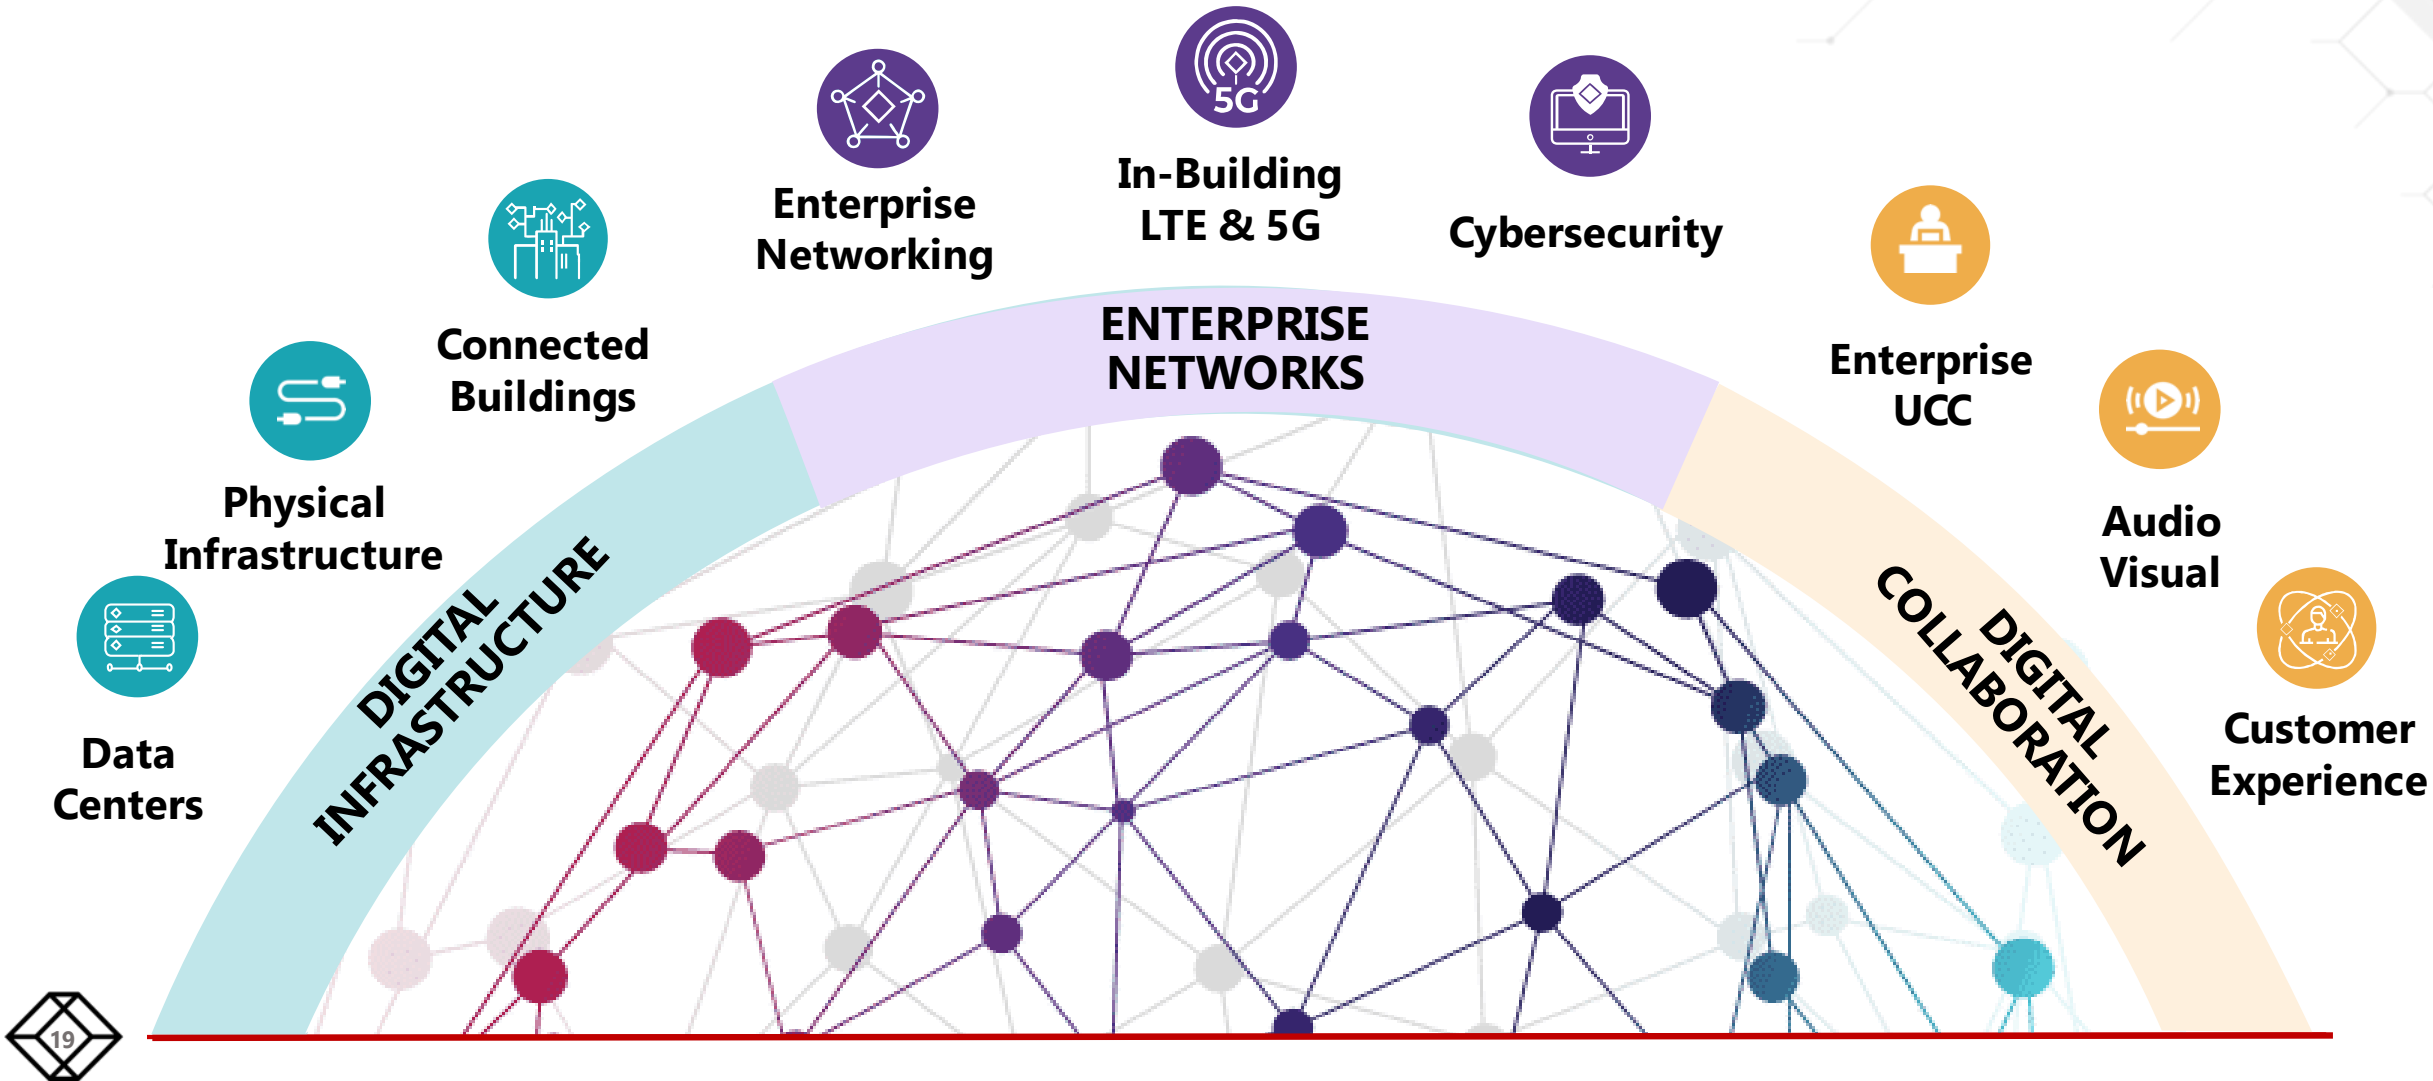 5G
Enterprise
Networking
In-Building
LTE & 5G
Cybersecurity
Connected
Buildings
Enterprise
UCC
Physical
Infrastructure
Audio
Visual
Data
Centers
Customer
Experience
ENTERPRISE
NETWORKS
DIGITAL
INFRASTRUCTURE
DIGITAL
COLLABORATION
19